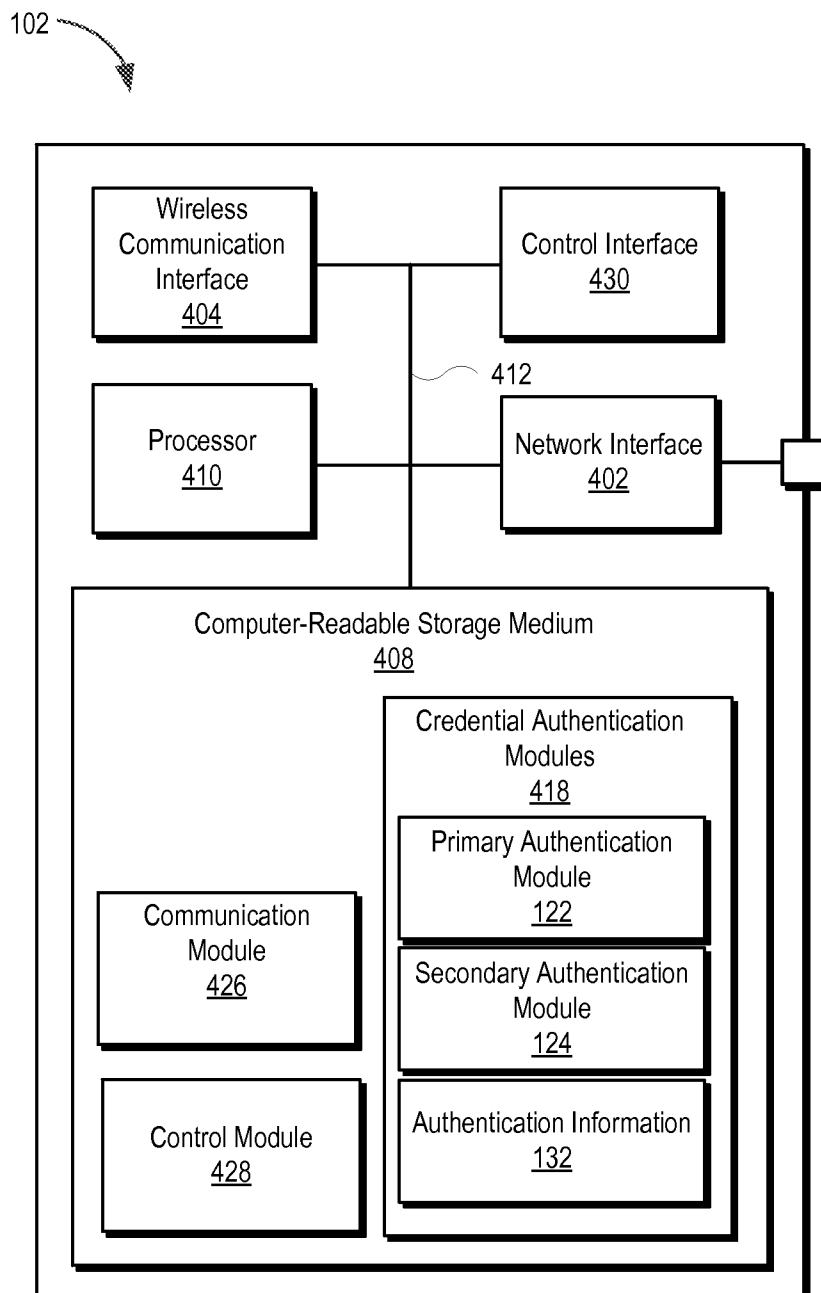 102
Wireless
Communication
Interface
404
Control Interface
430
412
Processor
410
Network Interface
402
Computer-Readable Storage Medium
408
Credential Authentication
Modules
418
Primary Authentication
Module
122
Communication
Module
426
Secondary Authentication
Module
124
Control Module
428
Authentication Information
132